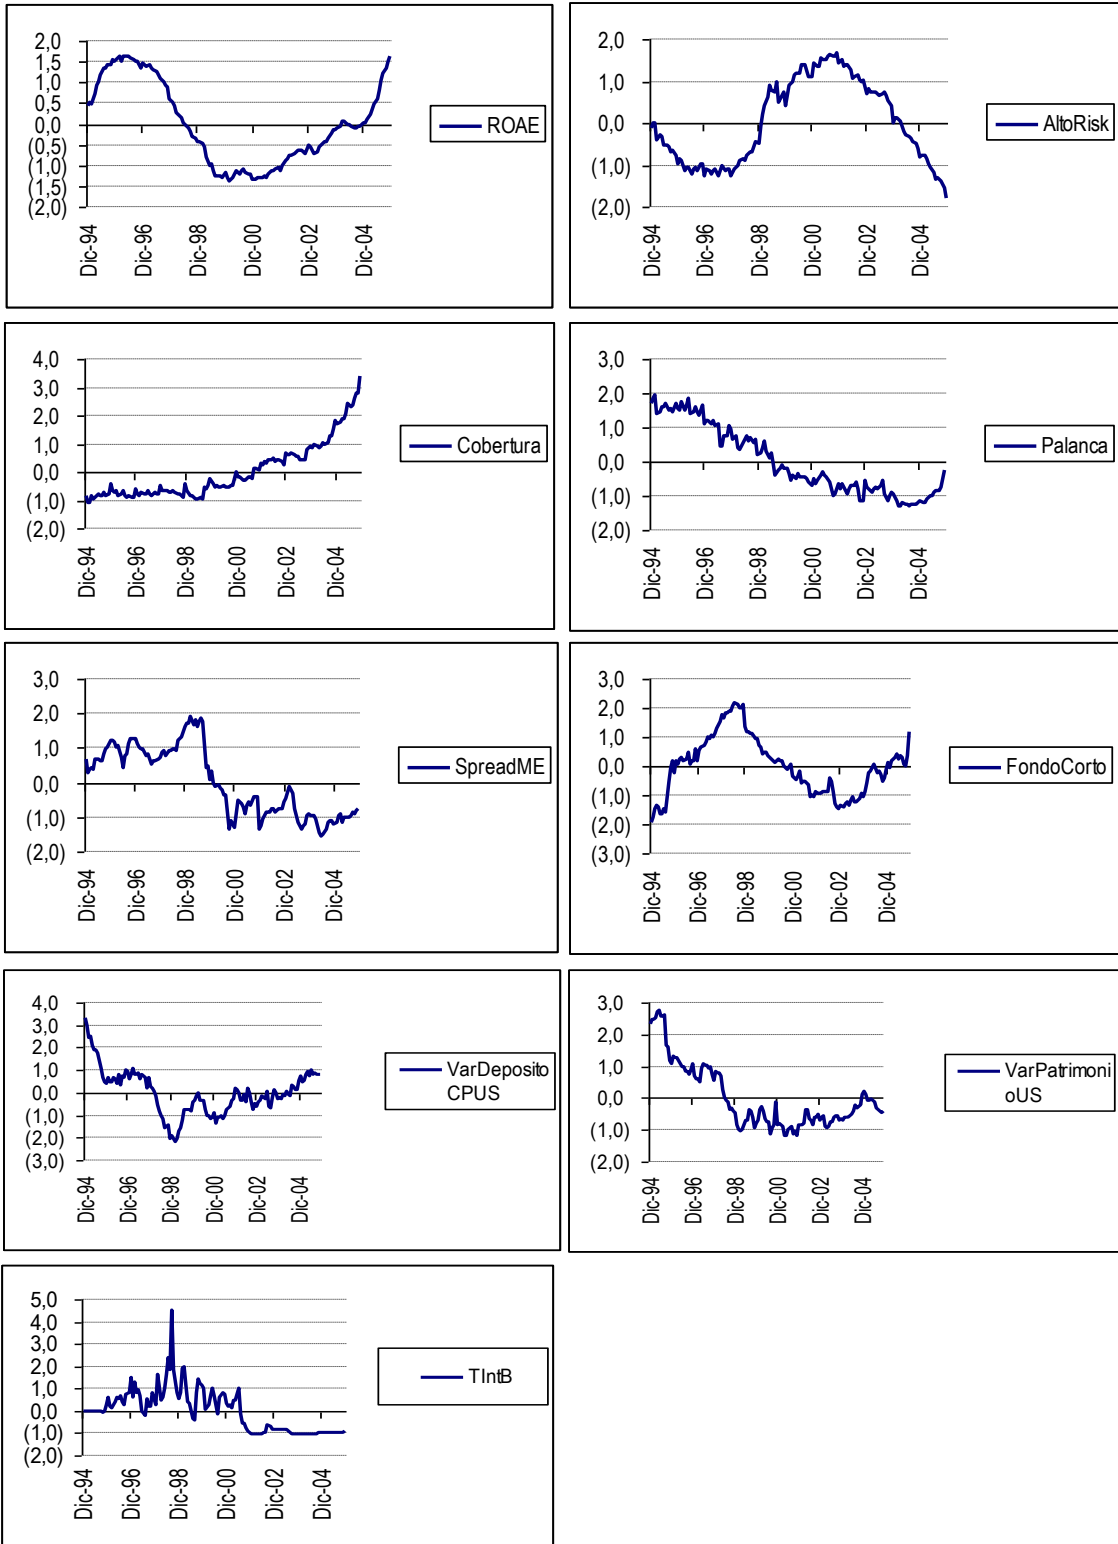 2,0
1,5
1,0
0,5
0,0
(0,5)
(1,0)
(1,5)
(2,0)
Dic-94
Dic-96
Dic-98
Dic-00
Dic-02
Dic-04
ROAE
2,0
1,0
0,0
(1,0)
(2,0)
Dic-94
Dic-96
Dic-98
Dic-00
Dic-02
Dic-04
AltoRisk
4,0
3,0
2,0
1,0
0,0
(1,0)
(2,0)
Dic-94
Dic-96
Dic-98
Dic-00
Dic-02
Dic-04
Cobertura
3,0
2,0
1,0
0,0
(1,0)
(2,0)
Dic-94
Dic-96
Dic-98
Dic-00
Dic-02
Dic-04
Palanca
3,0
2,0
1,0
0,0
(1,0)
(2,0)
Dic-94
Dic-96
Dic-98
Dic-00
Dic-02
Dic-04
SpreadME
3,0
2,0
1,0
0,0
(1,0)
(2,0)
(3,0)
Dic-94
Dic-96
Dic-98
Dic-00
Dic-02
Dic-04
FondoCorto
4,0
3,0
2,0
1,0
0,0
(1,0)
(2,0)
(3,0)
Dic-94
Dic-96
Dic-98
Dic-00
Dic-02
Dic-04
VarDeposito
CPUS
3,0
2,0
1,0
0,0
(1,0)
(2,0)
Dic-94
Dic-96
Dic-98
Dic-00
Dic-02
Dic-04
VarPatrimoni
oUS
5,0
4,0
3,0
2,0
1,0
0,0
(1,0)
(2,0)
Dic-94
Dic-96
Dic-98
Dic-00
Dic-02
Dic-04
TIntB